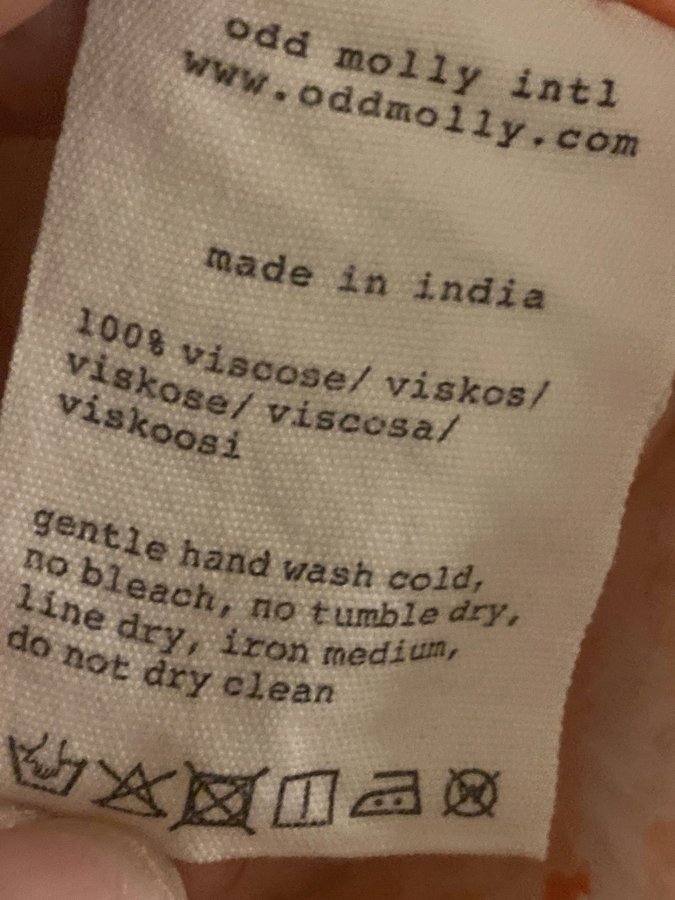 odd molly intl
www.oddmolly.com
made in india
100% viscose/ viskos/
viskose/ viscosa/
viskoosi
gentle hand wash cold,
no bleach, no tumble dry,
line dry, iron medium,
do not dry clean